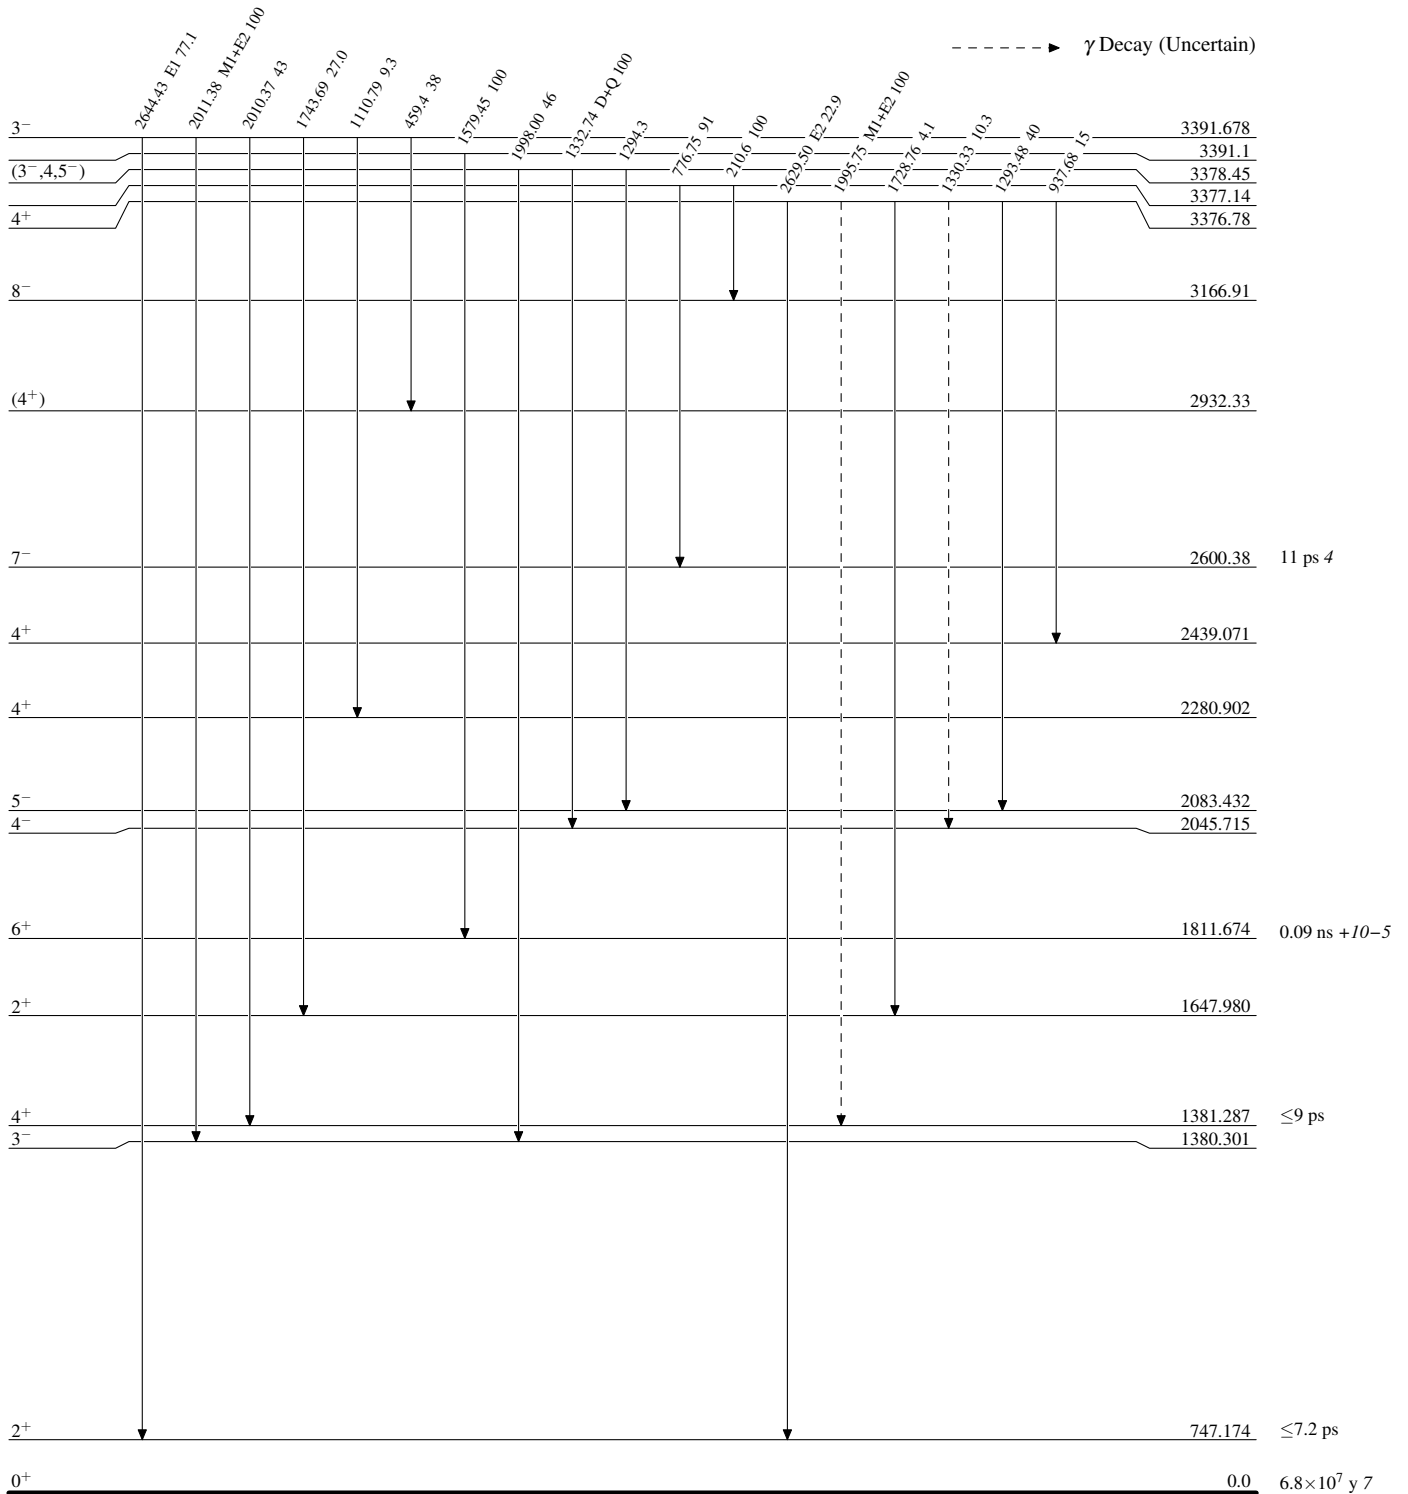 γ Decay (Uncertain)
2644.43 E1 77.1
2011.38 M1+E2 100
2010.37 43
1743.69 27.0
1110.79 9.3
459.4 38
1579.45 100
1998.00 46
1332.74 D+Q 100
1294.3
776.75 91
210.6 100
2629.50 E2 22.9
1995.75 M1+E2 100
1728.76 4.1
1330.33 10.3
1293.48 40
937.68 15
3⁻ 3391.678
3391.1
(3⁻,4,5⁻) 3378.45
3377.14
4⁺ 3376.78
8⁻ 3166.91
(4⁺) 2932.33
7⁻ 2600.38 11 ps 4
4⁺ 2439.071
4⁺ 2280.902
5⁻ 2083.432
4⁻ 2045.715
6⁺ 1811.674 0.09 ns +10−5
2⁺ 1647.980
4⁺ 1381.287 ≤9 ps
3⁻ 1380.301
2⁺ 747.174 ≤7.2 ps
0⁺ 0.0 6.8×10⁷ y 7